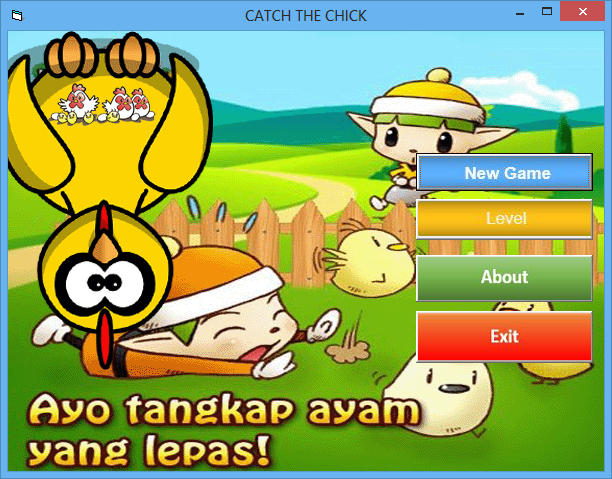 CATCH THE CHICK
New Game
Level
About
Exit
Ayo tangkap ayam
yang lepas!